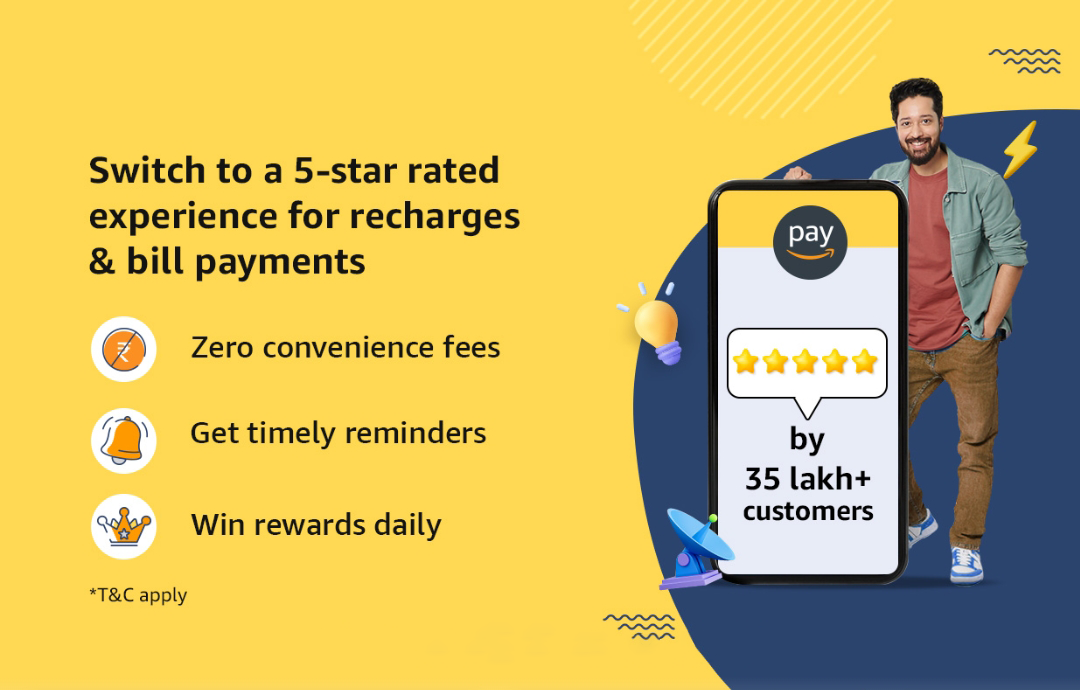 Switch to a 5-star rated
experience for recharges
& bill payments
Zero convenience fees
Get timely reminders
Win rewards daily
*T&C apply
pay
by
35 lakh+
customers